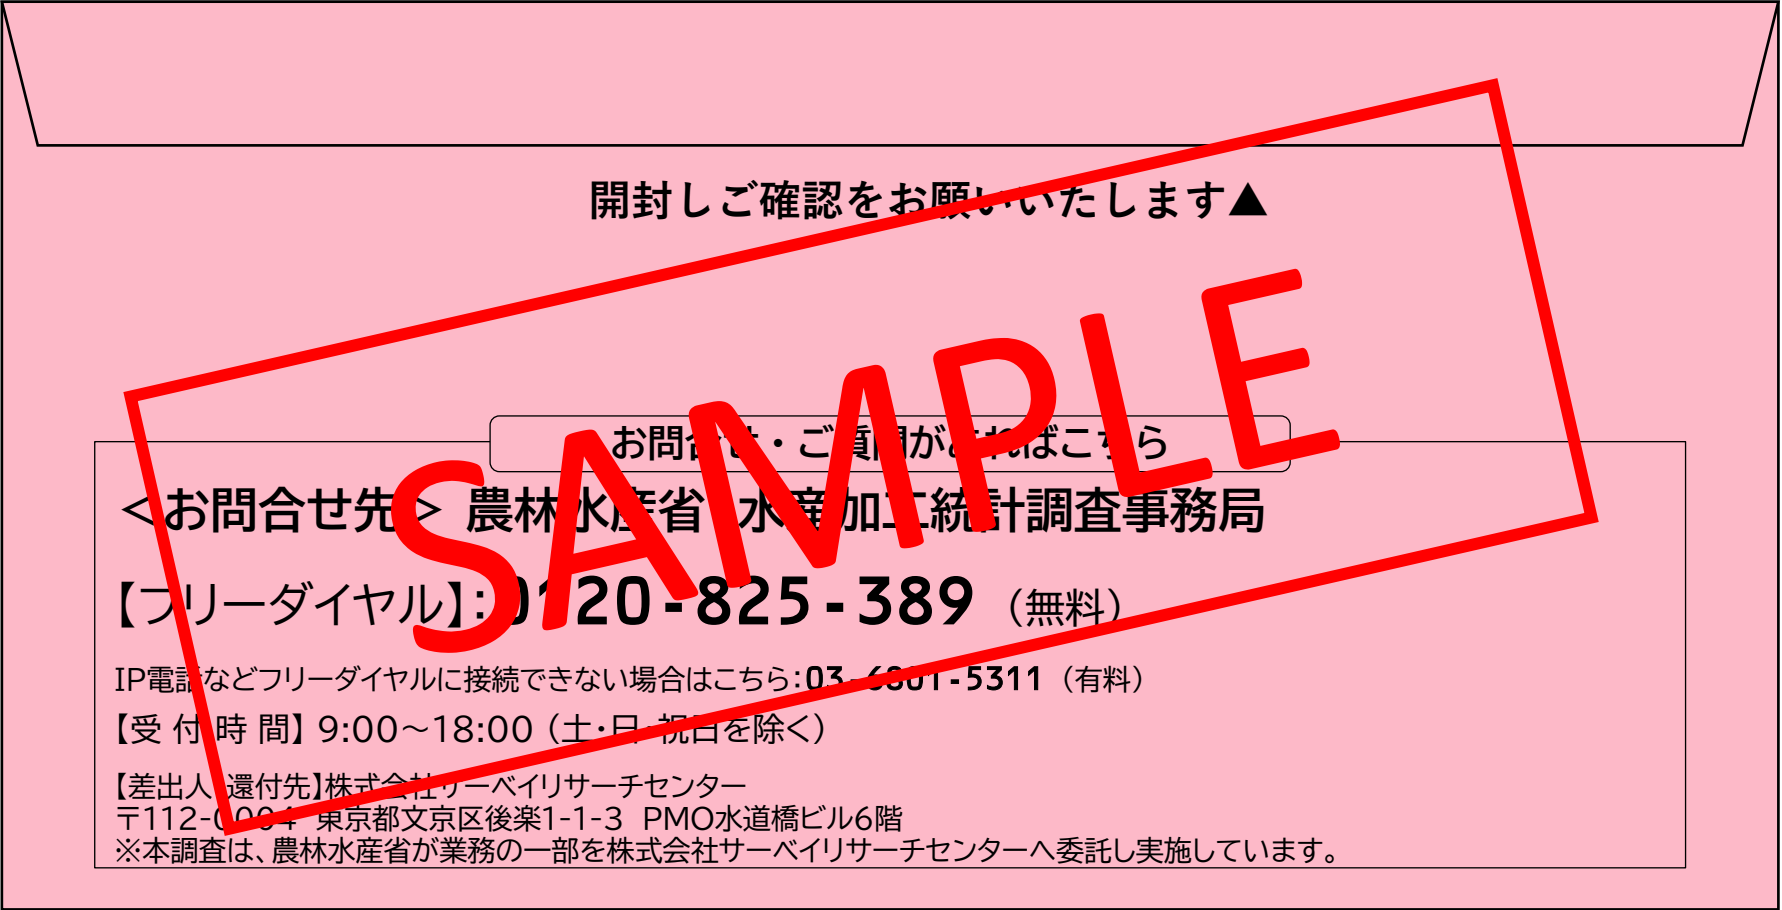 開封しご確認をお願いいたします▲
お問合せ・ご質問があればこちら
＜お問合せ先＞ 農林水産省 水産加工統計調査事務局
【フリーダイヤル】：0120-825-389（無料）
IP電話などフリーダイヤルに接続できない場合はこちら：03-6801-5311（有料）
【受 付 時 間】 9:00～18:00（土・日・祝日を除く）
【差出人・還付先】株式会社サーベイリサーチセンター
〒112-0004 東京都文京区後楽1-1-3 PMO水道橋ビル6階
※本調査は、農林水産省が業務の一部を株式会社サーベイリサーチセンターへ委託し実施しています。
SAMPLE